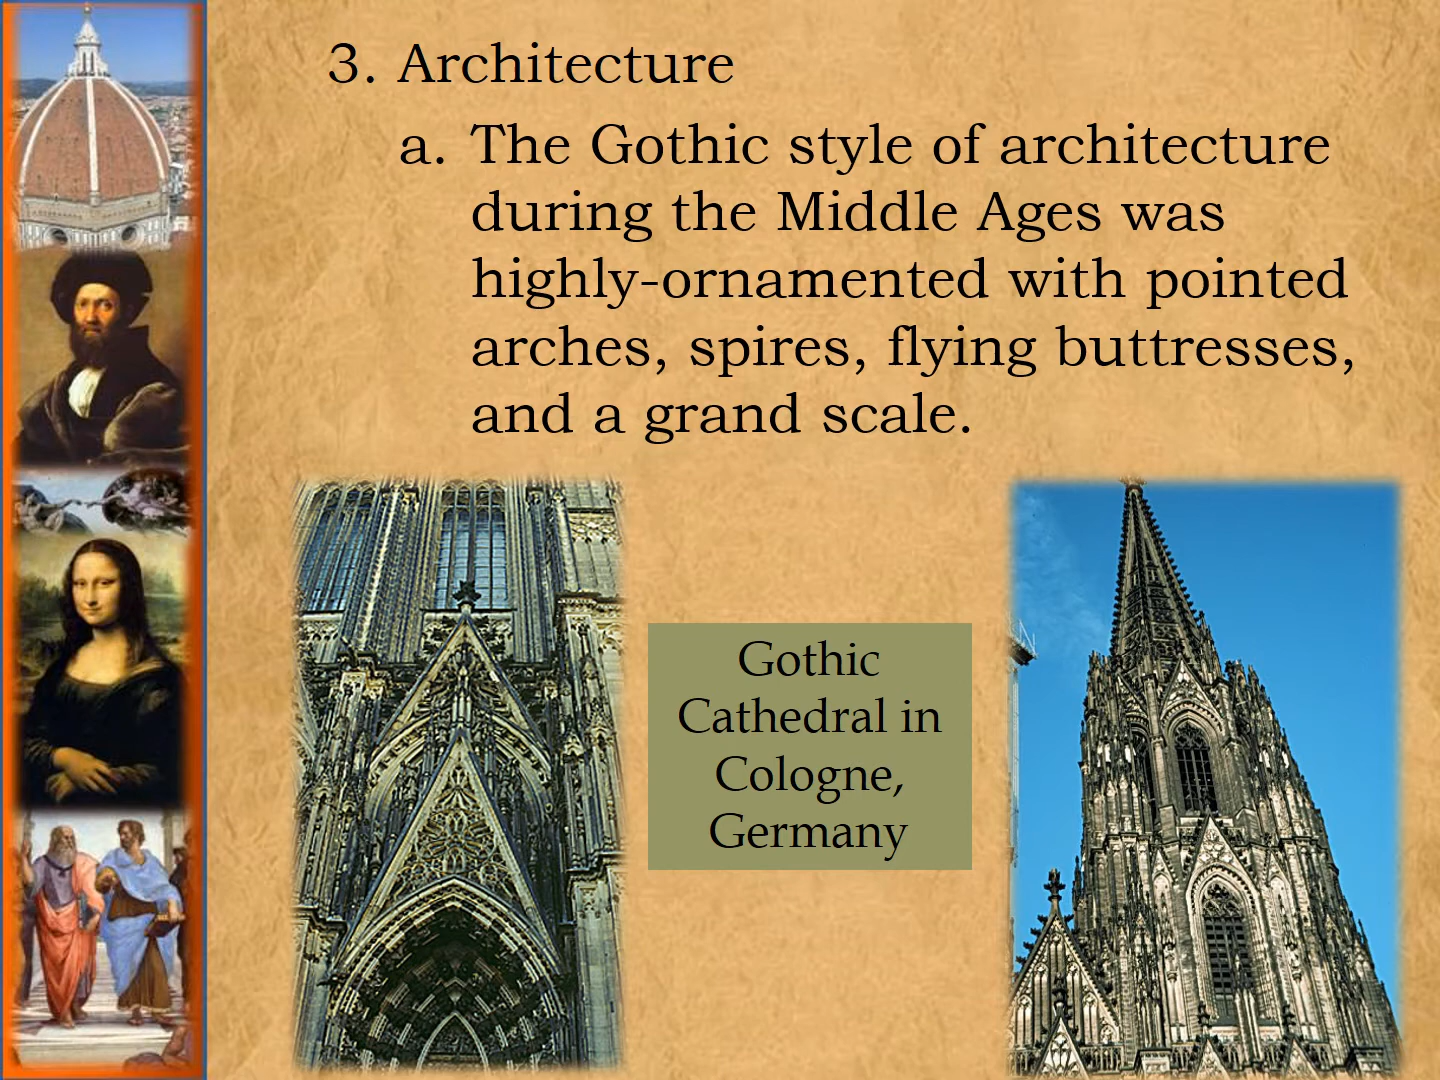 3. Architecture
a. The Gothic style of architecture
during the Middle Ages was
highly-ornamented with pointed
arches, spires, flying buttresses,
and a grand scale.
Gothic
Cathedral in
Cologne,
Germany